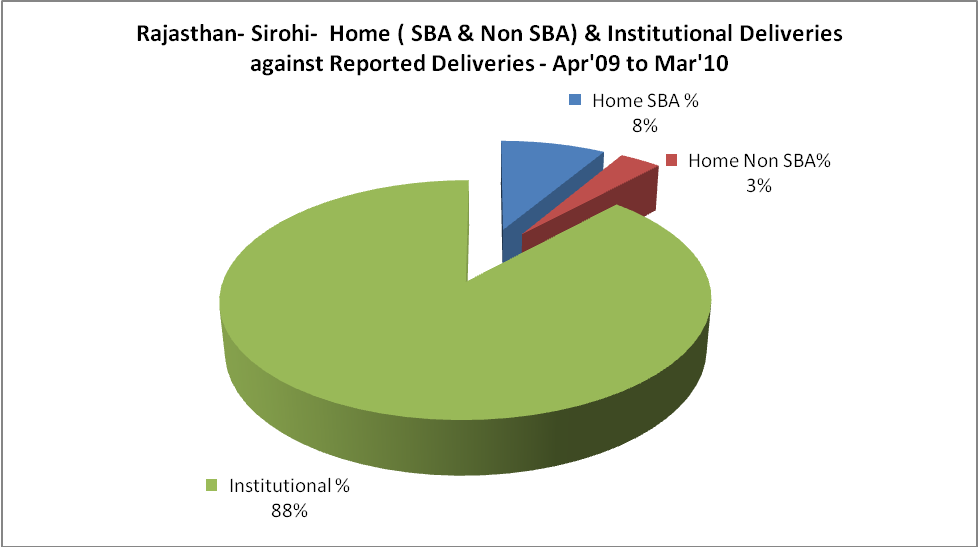 Rajasthan- Sirohi-  Home ( SBA & Non SBA) & Institutional Deliveries
against Reported Deliveries - Apr'09 to Mar'10
Home SBA %
8%
Home Non SBA%
3%
Institutional %
88%